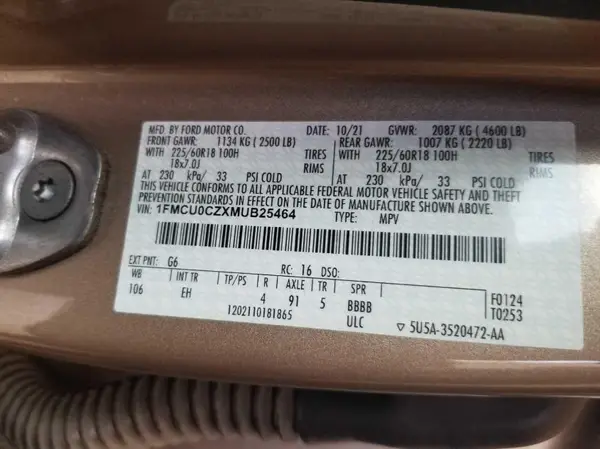 MFD. BY FORD MOTOR CO. DATE: 10/21 GVWR: 2087 KG (4600 LB)
FRONT GAWR: 1134 KG (2500 LB) REAR GAWR: 1007 KG (2220 LB)
WITH 225/60R18 100H TIRES WITH 225/60R18 100H TIRES
18x7.0J RIMS 18x7.0J RIMS
AT 230 kPa/ 33 PSI COLD AT 230 kPa/ 33 PSI COLD
THIS VEHICLE CONFORMS TO ALL APPLICABLE FEDERAL MOTOR VEHICLE SAFETY AND THEFT
PREVENTION STANDARDS IN EFFECT ON THE DATE OF MANUFACTURE SHOWN ABOVE.
VIN: 1FMCU0CZXMUB25464 TYPE: MPV
EXT PNT: G6 RC: 16 DSO:
WB INT TR TP/PS R AXLE TR SPR
106 EH 4 91 5 BBBB
F0124
T0253
1202110181865 ULC ▽ 5U5A-3520472-AA